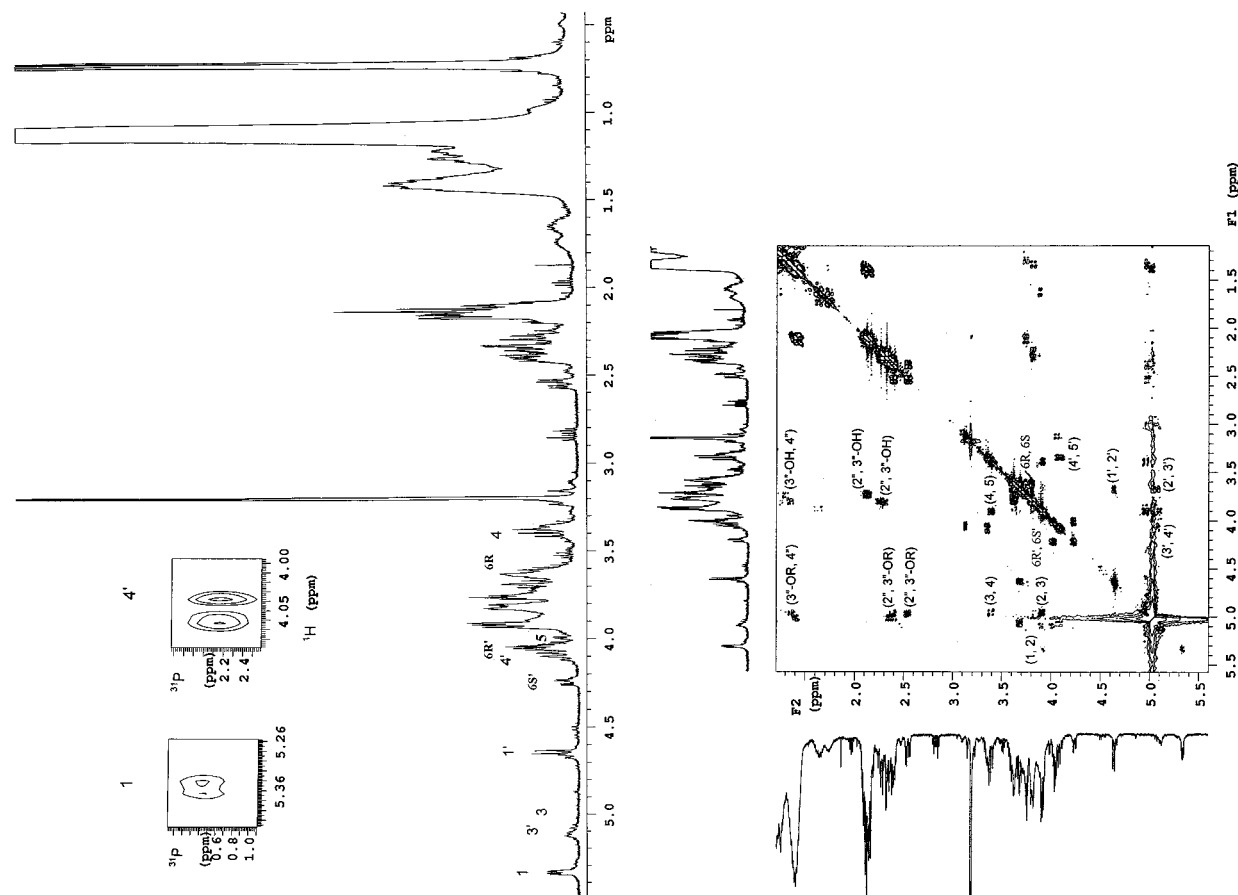 1
³¹P
(ppm)
0.6
0.8
1.0
5.36
5.26
4'
³¹P
(ppm)
2.2
2.4
4.05
4.00
¹H (ppm)
1
3'
3
1'
6S'
4'
6R'
5
6R
4
5.0
4.5
4.0
3.5
3.0
2.5
2.0
1.5
1.0
ppm
F2
(ppm)
2.0
2.5
3.0
3.5
4.0
4.5
5.0
5.5
(3''-OR, 4'')
(3''-OH, 4'')
(2'', 3''-OH)
(2'', 3''-OH)
(2'', 3''-OR)
(2'', 3''-OR)
(3, 4)
(4, 5)
6R, 6S
6R', 6S'
(2, 3)
(1, 2)
(4', 5')
(1', 2')
(3', 4')
(2', 3')
5.5
5.0
4.5
4.0
3.5
3.0
2.5
2.0
1.5
F1 (ppm)